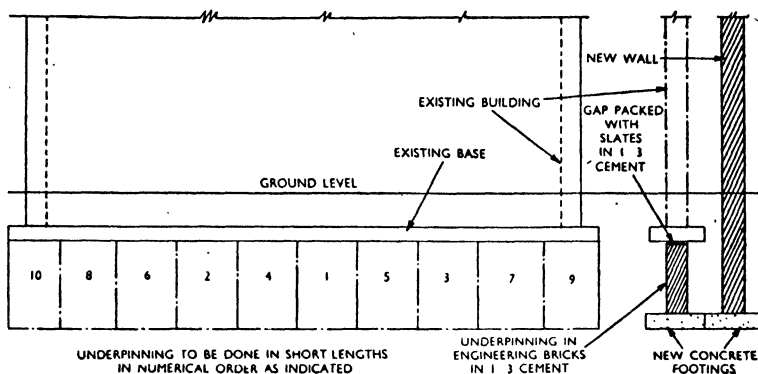 NEW WALL
EXISTING BUILDING
GAP PACKED
WITH
SLATES
IN 1 3
CEMENT
EXISTING BASE
GROUND LEVEL
10 8 6 2 4 1 5 3 7 9
UNDERPINNING TO BE DONE IN SHORT LENGTHS
IN NUMERICAL ORDER AS INDICATED
UNDERPINNING IN
ENGINEERING BRICKS
IN 1 3 CEMENT
NEW CONCRETE
FOOTINGS